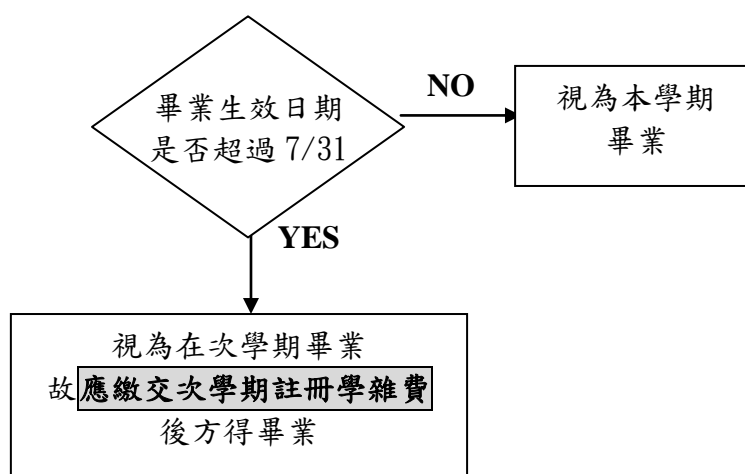 畢業生效日期
是否超過 7/31
NO
視為本學期
畢業
YES
視為在次學期畢業
故應繳交次學期註冊學雜費
後方得畢業